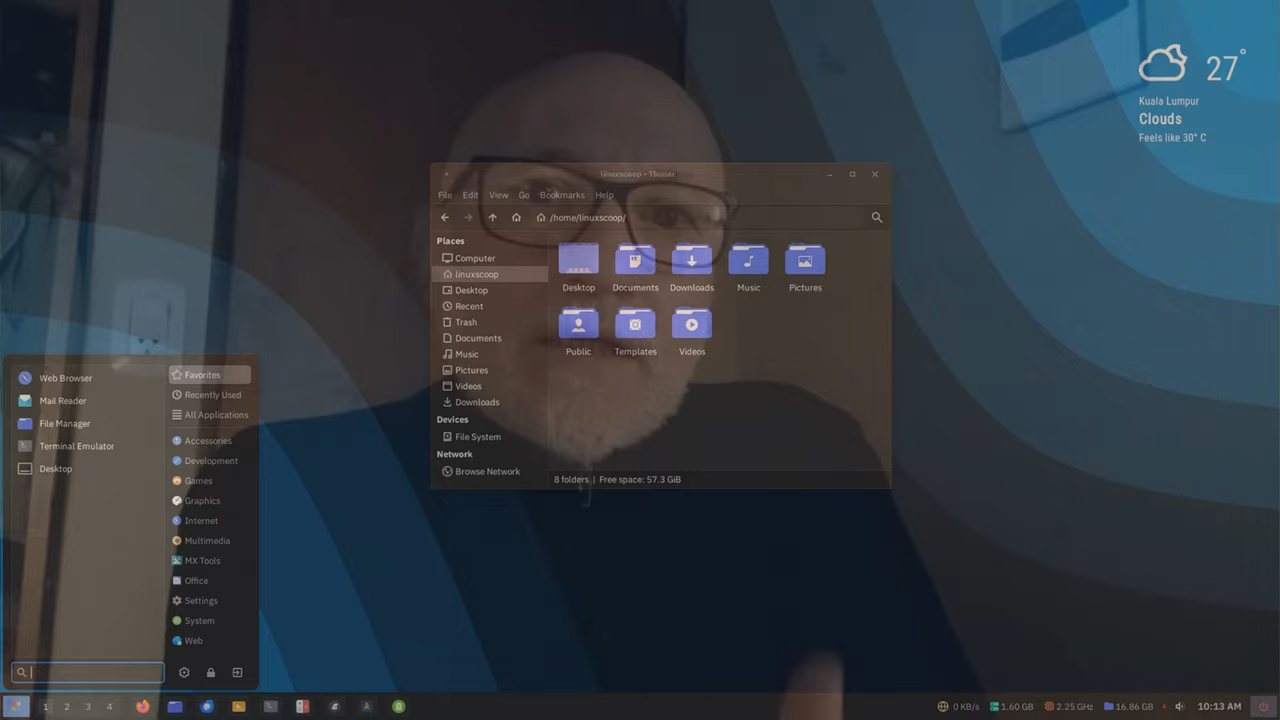 27°
Kuala Lumpur
Clouds
Feels like 30° C
linuxscoop - Thunar
File Edit View Go Bookmarks Help
/home/linuxscoop/
Places
Computer
linuxscoop
Desktop
Recent
Trash
Documents
Music
Pictures
Videos
Downloads
Devices
File System
Network
Browse Network
Desktop Documents Downloads Music Pictures
Public Templates Videos
8 folders | Free space: 57.3 GiB
Web Browser
Mail Reader
File Manager
Terminal Emulator
Desktop
Favorites
Recently Used
All Applications
Accessories
Development
Games
Graphics
Internet
Multimedia
MX Tools
Office
Settings
System
Web
1 2 3 4
0 KB/s 1.60 GB 2.25 GHz 16.86 GB 10:13 AM